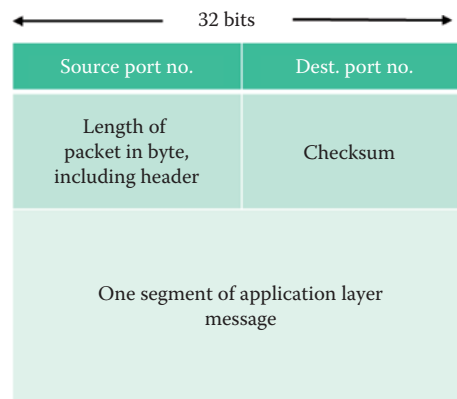 32 bits
Source port no.
Dest. port no.
Length of
packet in byte,
including header
Checksum
One segment of application layer
message